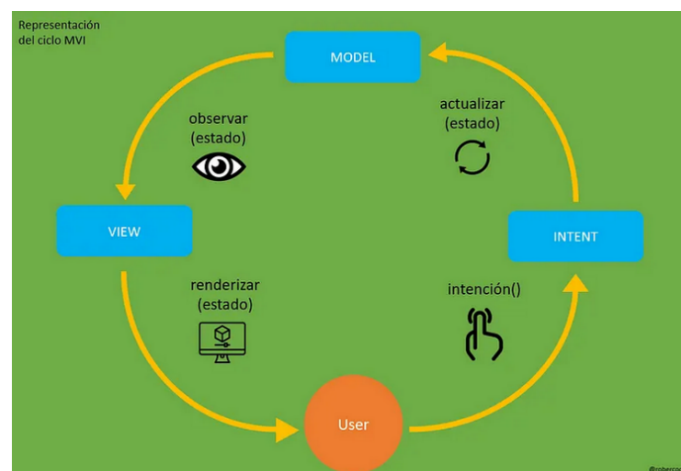 Representación
del ciclo MVI
MODEL
observar
(estado)
actualizar
(estado)
VIEW
INTENT
renderizar
(estado)
intención()
User